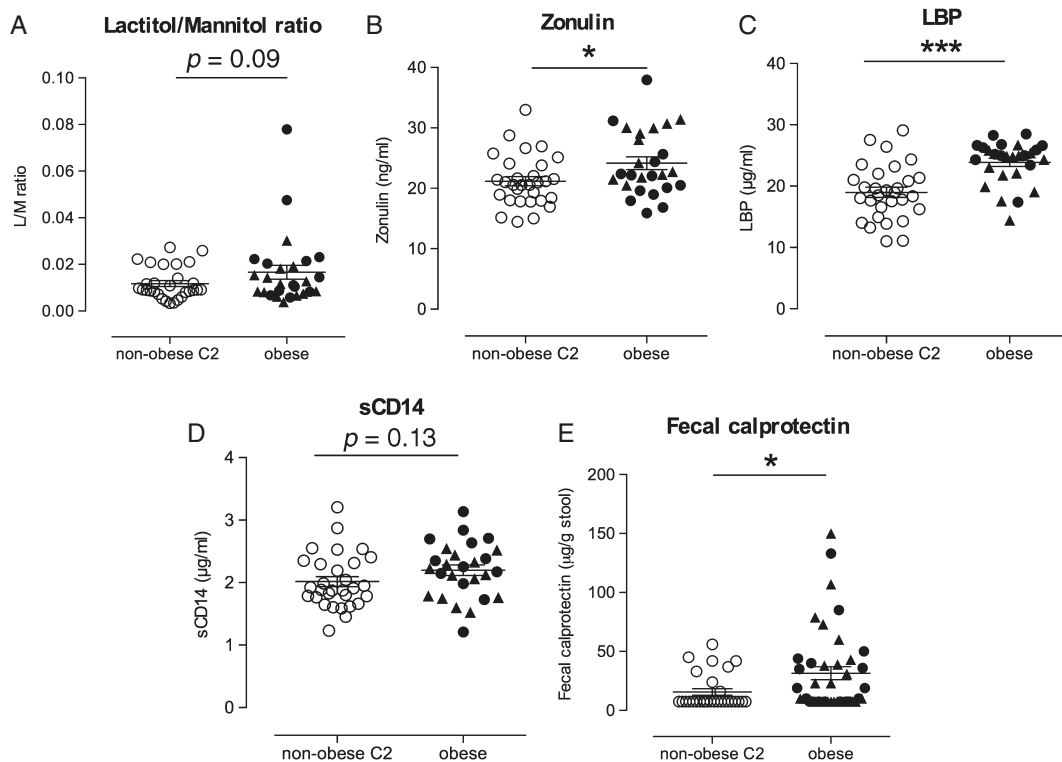 A
Lactitol/Mannitol ratio
p = 0.09
0.10
0.08
0.06
0.04
0.02
0.00
L/M ratio
non-obese C2
obese
B
Zonulin
*
40
30
20
10
0
Zonulin (ng/ml)
non-obese C2
obese
C
LBP
***
40
30
20
10
0
LBP (µg/ml)
non-obese C2
obese
D
sCD14
p = 0.13
4
3
2
1
0
sCD14 (µg/ml)
non-obese C2
obese
E
Fecal calprotectin
*
200
150
100
50
0
Fecal calprotectin (µg/g stool)
non-obese C2
obese